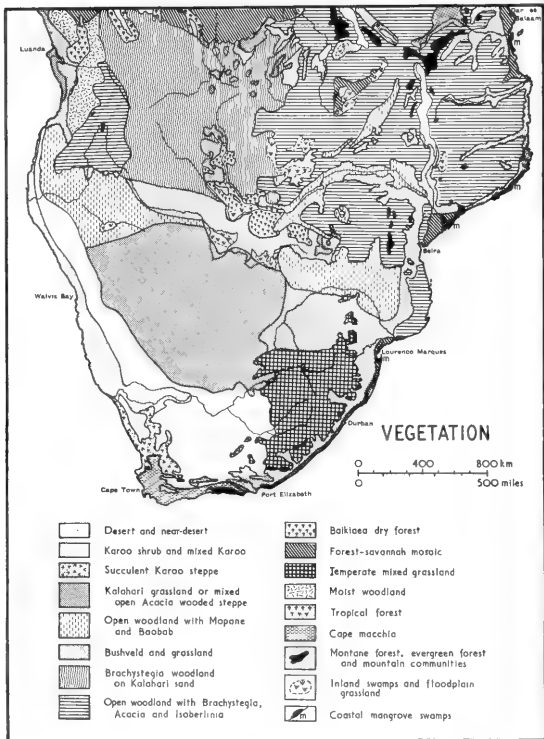 Dar es
Salaam
m
Luanda
m
m
Beira
Walvis Bay
Lourenco Marques
m
Durban
VEGETATION
0 400 800 km
0 500 miles
Cape Town
Port Elizabeth
Desert and near-desert
Karoo shrub and mixed Karoo
Succulent Karoo steppe
Kalahari grassland or mixed
open Acacia wooded steppe
Open woodland with Mopane
and Baobab
Bushveld and grassland
Brachystegia woodland
on Kalahari sand
Open woodland with Brachystegia,
Acacia and Isoberlinia
Baikiaea dry forest
Forest-savannah mosaic
Temperate mixed grassland
Moist woodland
Tropical forest
Cape macchia
Montane forest, evergreen forest
and mountain communities
Inland swamps and floodplain
grassland
Coastal mangrove swamps